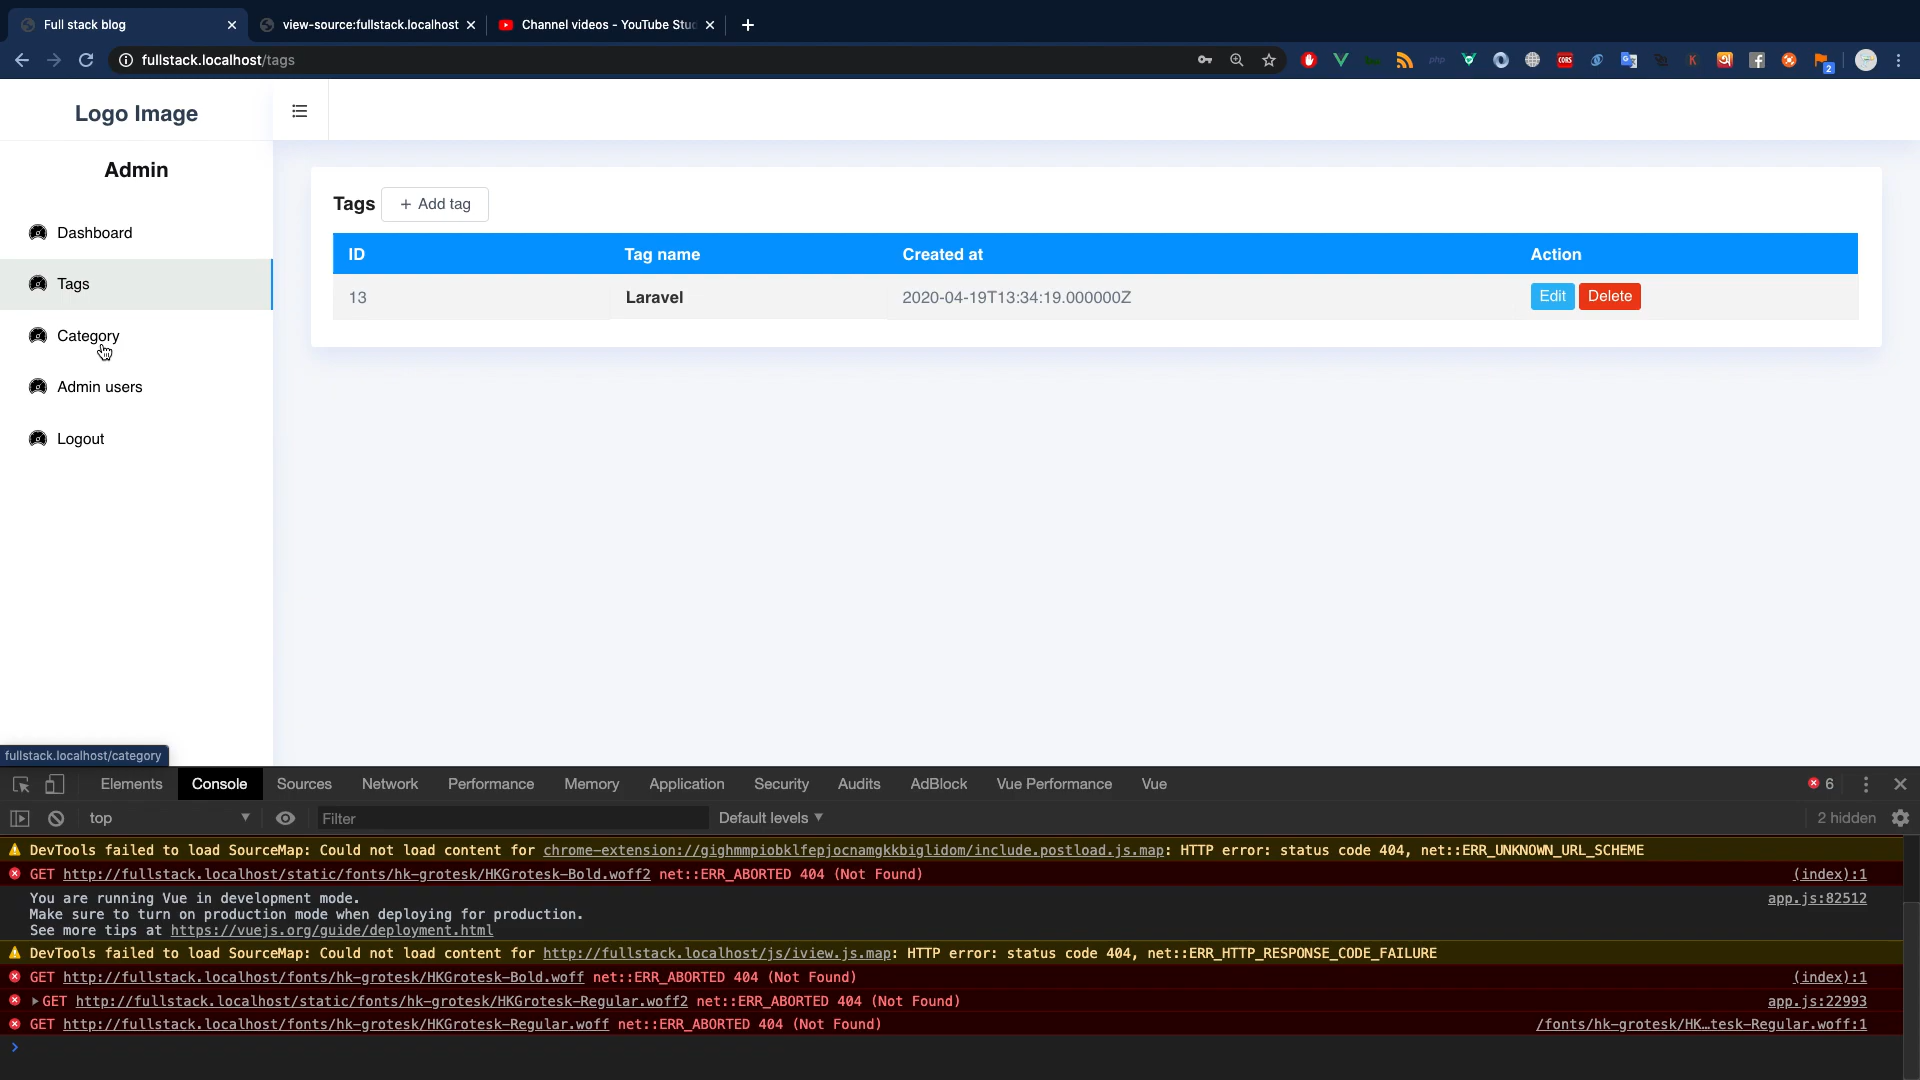 Full stack blog
view-source:fullstack.localhost
Channel videos - YouTube Stu
fullstack.localhost/tags
php
CORS
K
2
Logo Image
Admin
Dashboard
Tags
Category
Admin users
Logout
Tags + Add tag
ID Tag name Created at Action
13 Laravel 2020-04-19T13:34:19.000000Z Edit Delete
fullstack.localhost/category
Elements Console Sources Network Performance Memory Application Security Audits AdBlock Vue Performance Vue 6
top Filter Default levels 2 hidden
DevTools failed to load SourceMap: Could not load content for chrome-extension://gighmmpiobklfepjocnamgkkbiglidom/include.postload.js.map: HTTP error: status code 404, net::ERR_UNKNOWN_URL_SCHEME
GET http://fullstack.localhost/static/fonts/hk-grotesk/HKGrotesk-Bold.woff2 net::ERR_ABORTED 404 (Not Found) (index):1
You are running Vue in development mode. app.js:82512
Make sure to turn on production mode when deploying for production.
See more tips at https://vuejs.org/guide/deployment.html
DevTools failed to load SourceMap: Could not load content for http://fullstack.localhost/js/iview.js.map: HTTP error: status code 404, net::ERR_HTTP_RESPONSE_CODE_FAILURE
GET http://fullstack.localhost/fonts/hk-grotesk/HKGrotesk-Bold.woff net::ERR_ABORTED 404 (Not Found) (index):1
GET http://fullstack.localhost/static/fonts/hk-grotesk/HKGrotesk-Regular.woff2 net::ERR_ABORTED 404 (Not Found) app.js:22993
GET http://fullstack.localhost/fonts/hk-grotesk/HKGrotesk-Regular.woff net::ERR_ABORTED 404 (Not Found) /fonts/hk-grotesk/HK…tesk-Regular.woff:1